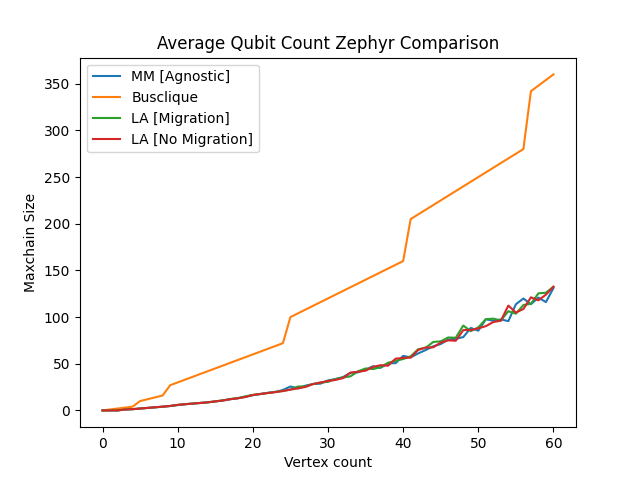 Average Qubit Count Zephyr Comparison
MM [Agnostic]
Busclique
LA [Migration]
LA [No Migration]
Maxchain Size
350
300
250
200
150
100
50
0
0 10 20 30 40 50 60
Vertex count